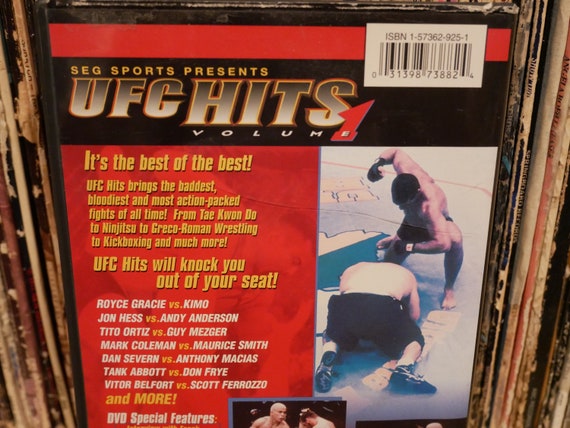 ISBN 1-57362-925-1
0 31398 73882 4
SEG SPORTS PRESENTS
UFC HITS
VOLUME 1
It's the best of the best!
UFC Hits brings the baddest,
bloodiest and most action-packed
fights of all time! From Tae Kwon Do
to Ninjitsu to Greco-Roman Wrestling
to Kickboxing and much more!
UFC Hits will knock you
out of your seat!
ROYCE GRACIE vs. KIMO
JON HESS vs. ANDY ANDERSON
TITO ORTIZ vs. GUY MEZGER
MARK COLEMAN vs. MAURICE SMITH
DAN SEVERN vs. ANTHONY MACIAS
TANK ABBOTT vs. DON FRYE
VITOR BELFORT vs. SCOTT FERROZZO
and MORE!
DVD Special Features: